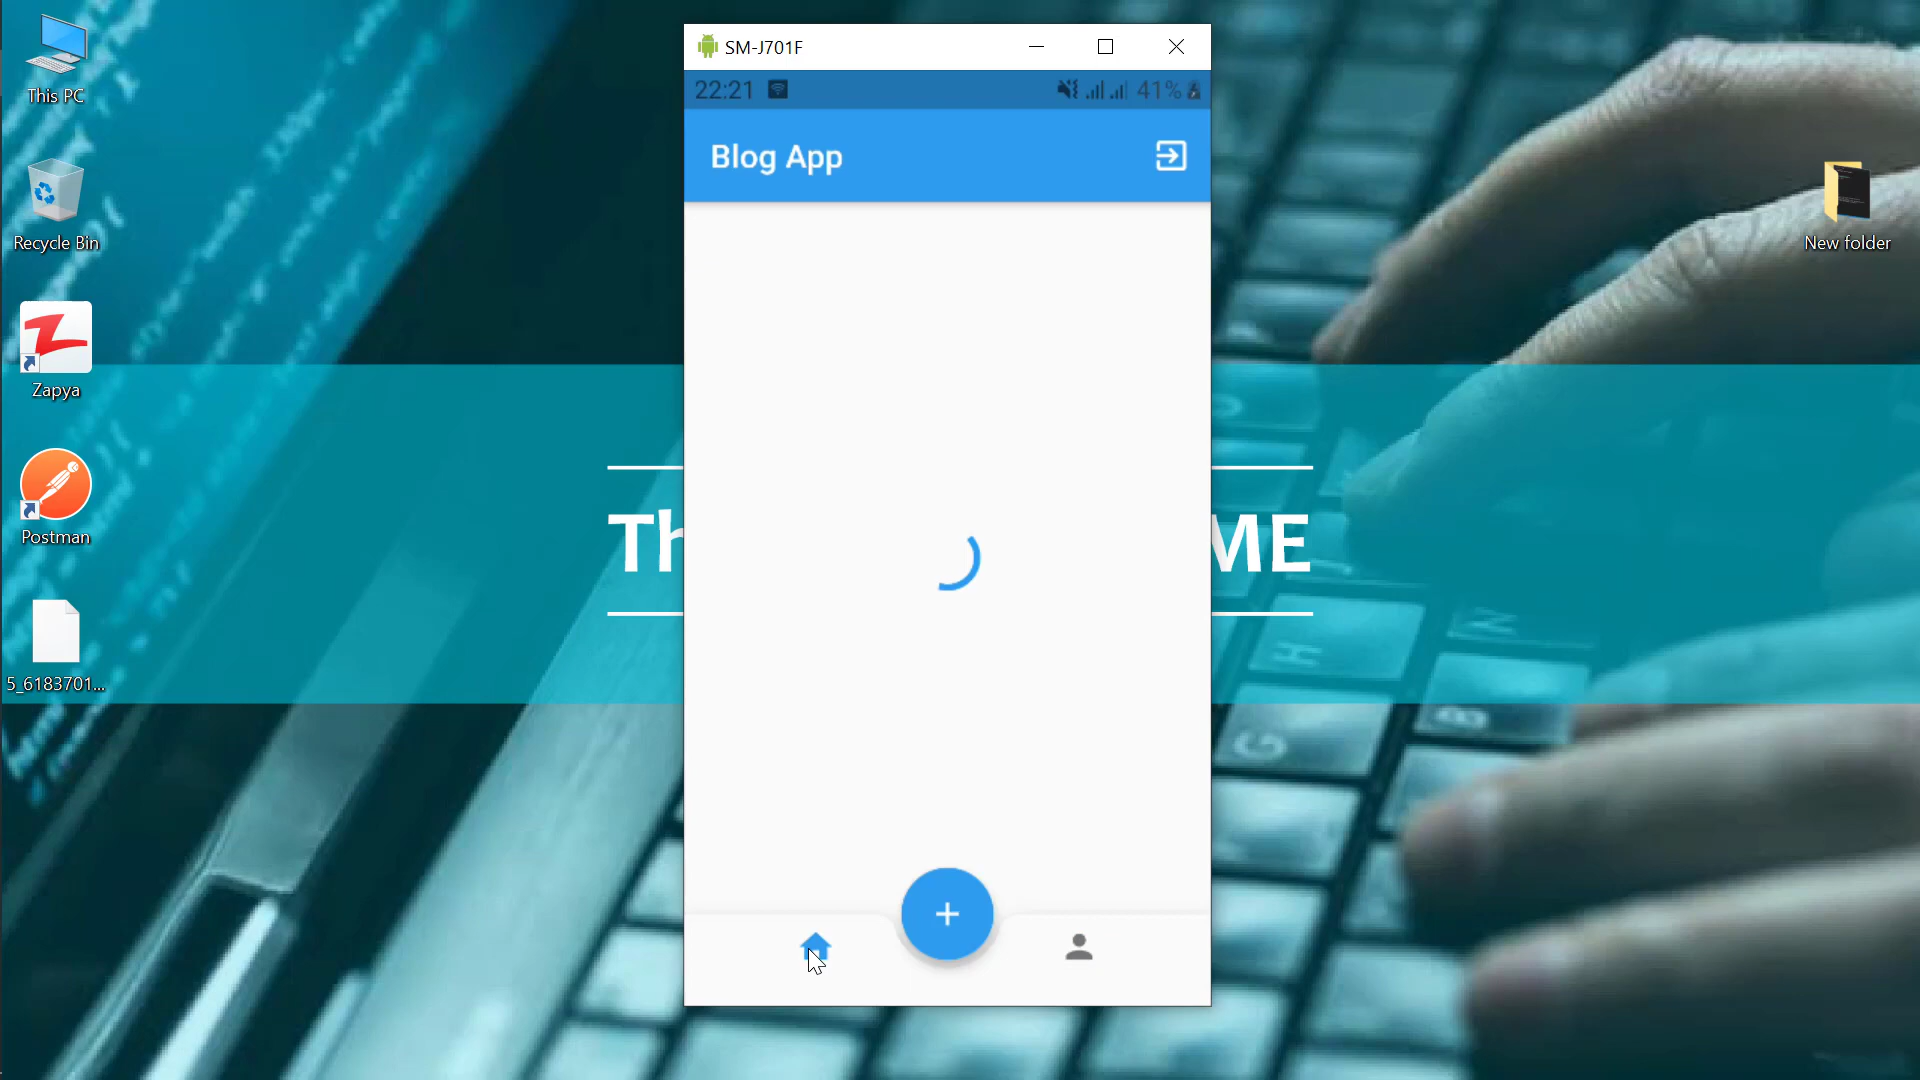 This PC
Recycle Bin
Zapya
Postman
5_6183701...
New folder
SM-J701F
22:21
41%
Blog App
Th
ME
H
G
B
N